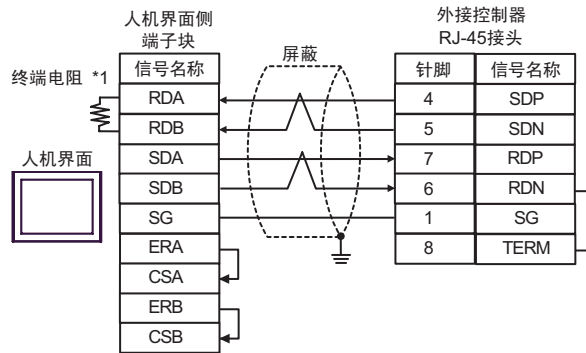 人机界面侧
端子块
外接控制器
RJ-45接头
屏蔽
终端电阻 *1
人机界面
信号名称
RDA
RDB
SDA
SDB
SG
ERA
CSA
ERB
CSB
针脚 信号名称
4 SDP
5 SDN
7 RDP
6 RDN
1 SG
8 TERM